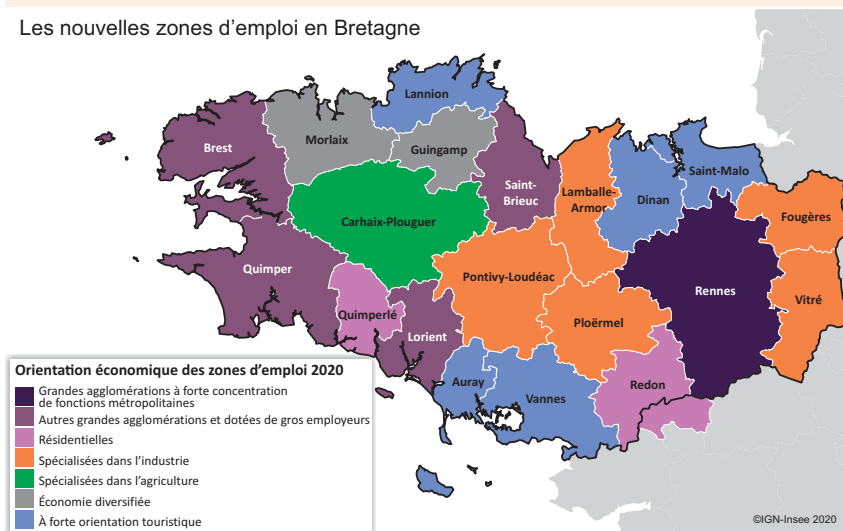 Les nouvelles zones d’emploi en Bretagne
Lannion
Brest
Morlaix
Guingamp
Saint-
Brieuc
Lamballe-
Armor
Dinan
Saint-Malo
Fougères
Carhaix-Plouguer
Quimper
Pontivy-Loudéac
Rennes
Vitré
Quimperlé
Lorient
Ploërmel
Auray
Vannes
Redon
Orientation économique des zones d’emploi 2020
Grandes agglomérations à forte concentration
de fonctions métropolitaines
Autres grandes agglomérations et dotées de gros employeurs
Résidentielles
Spécialisées dans l’industrie
Spécialisées dans l’agriculture
Économie diversifiée
À forte orientation touristique
©IGN-Insee 2020